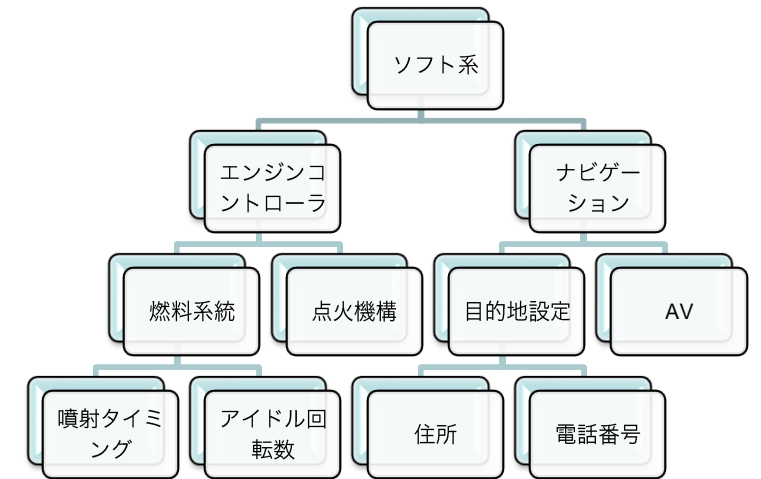 ソフト系
エンジンコ
ントローラ
ナビゲー
ション
燃料系統
点火機構
目的地設定
AV
噴射タイミ
ング
アイドル回
転数
住所
電話番号